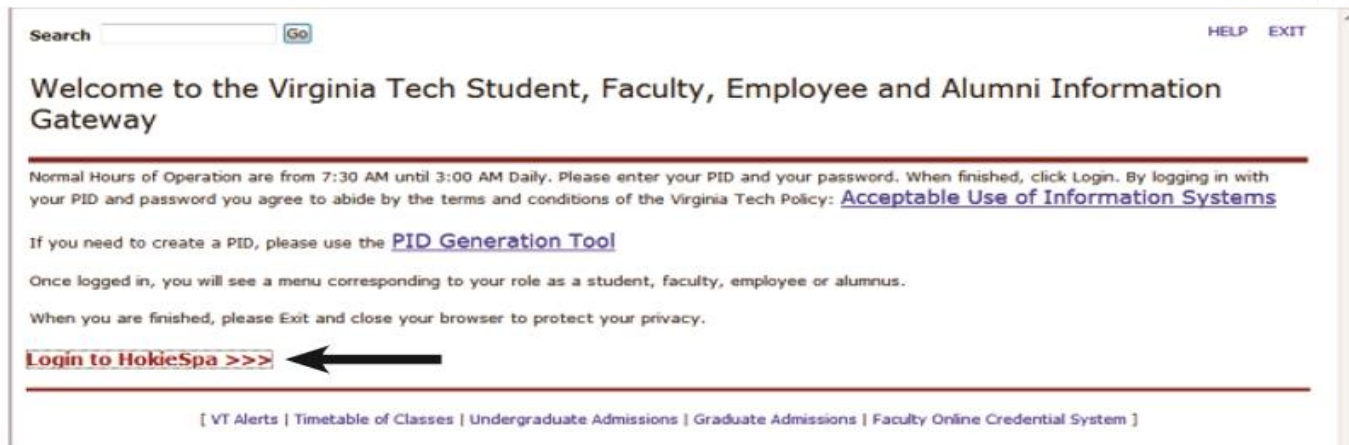 Search Go HELP EXIT
Welcome to the Virginia Tech Student, Faculty, Employee and Alumni Information
Gateway
Normal Hours of Operation are from 7:30 AM until 3:00 AM Daily. Please enter your PID and your password. When finished, click Login. By logging in with
your PID and password you agree to abide by the terms and conditions of the Virginia Tech Policy: Acceptable Use of Information Systems
If you need to create a PID, please use the PID Generation Tool
Once logged in, you will see a menu corresponding to your role as a student, faculty, employee or alumnus.
When you are finished, please Exit and close your browser to protect your privacy.
Login to HokieSpa >>>
[ VT Alerts | Timetable of Classes | Undergraduate Admissions | Graduate Admissions | Faculty Online Credential System ]